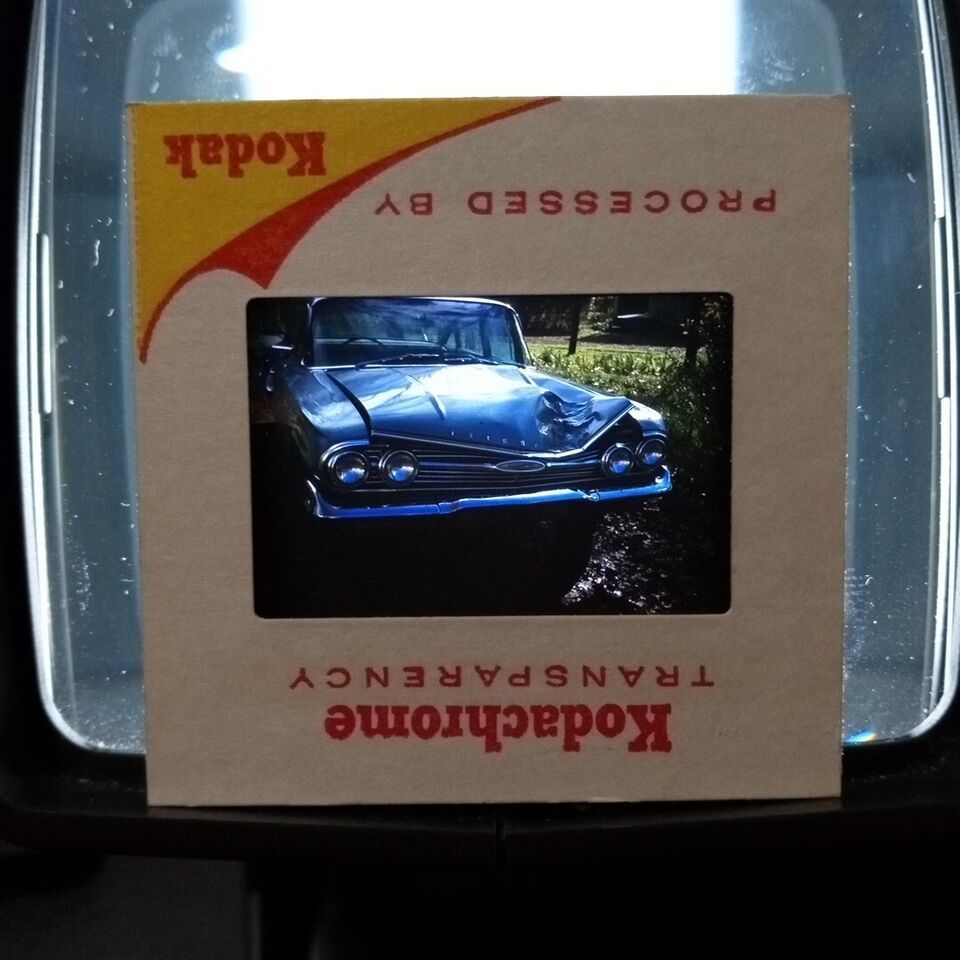 Kodachrome
TRANSPARENCY
PROCESSED BY
Kodak